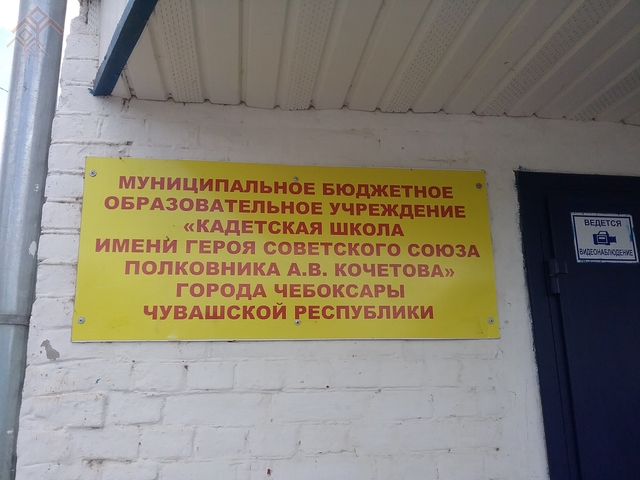 МУНИЦИПАЛЬНОЕ БЮДЖЕТНОЕ
ОБРАЗОВАТЕЛЬНОЕ УЧРЕЖДЕНИЕ
«КАДЕТСКАЯ ШКОЛА
ИМЕНИ ГЕРОЯ СОВЕТСКОГО СОЮЗА
ПОЛКОВНИКА А.В. КОЧЕТОВА»
ГОРОДА ЧЕБОКСАРЫ
ЧУВАШСКОЙ РЕСПУБЛИКИ
ВЕДЕТСЯ
ВИДЕОНАБЛЮДЕНИЕ